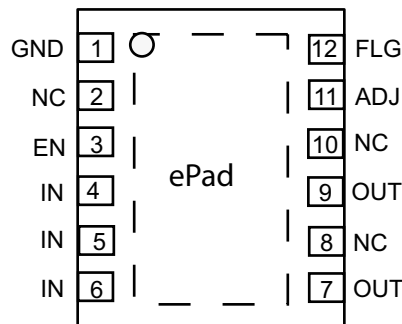 GND 1 12 FLG
NC 2 11 ADJ
EN 3 10 NC
ePad
IN 4 9 OUT
IN 5 8 NC
IN 6 7 OUT